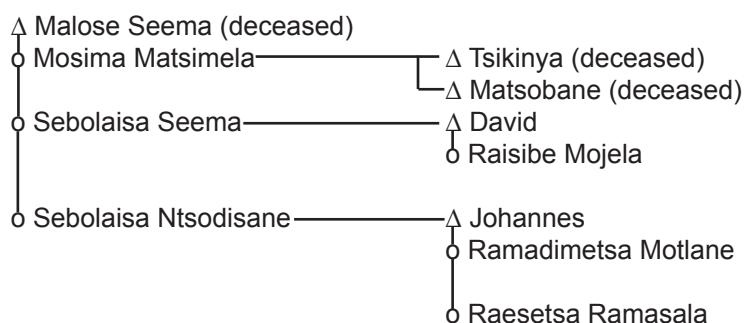 Δ Malose Seema (deceased)
o Mosima Matsimela Δ Tsikinya (deceased)
Δ Matsobane (deceased)
o Sebolaisa Seema Δ David
o Raisibe Mojela
o Sebolaisa Ntsodisane Δ Johannes
o Ramadimetsa Motlane
o Raesetsa Ramasala